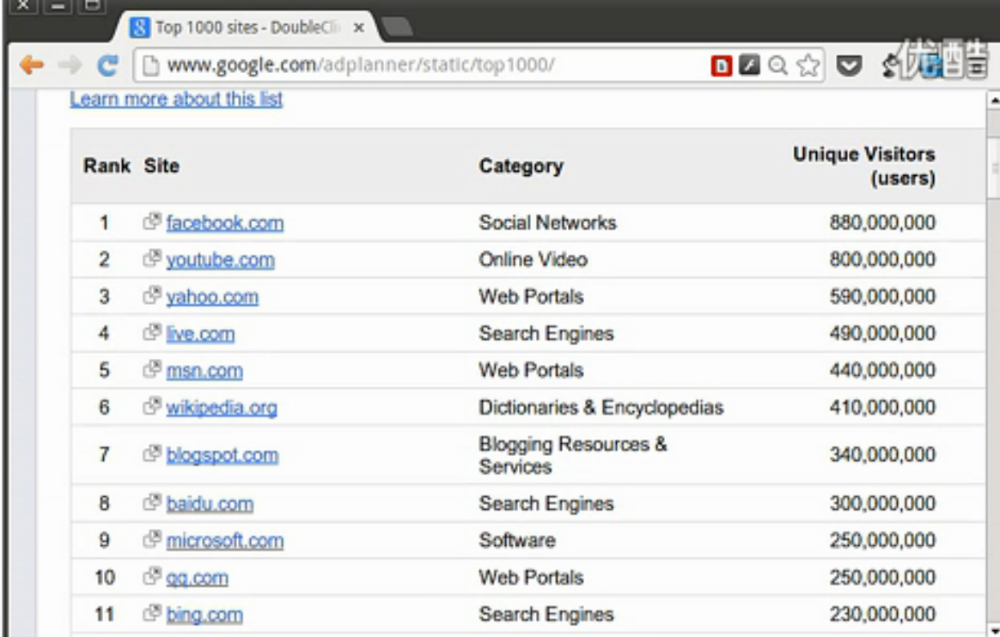 Top 1000 sites - DoubleCli
www.google.com/adplanner/static/top1000/
优酷
Learn more about this list
Rank Site Category Unique Visitors (users)
1 facebook.com Social Networks 880,000,000
2 youtube.com Online Video 800,000,000
3 yahoo.com Web Portals 590,000,000
4 live.com Search Engines 490,000,000
5 msn.com Web Portals 440,000,000
6 wikipedia.org Dictionaries & Encyclopedias 410,000,000
7 blogspot.com Blogging Resources & Services 340,000,000
8 baidu.com Search Engines 300,000,000
9 microsoft.com Software 250,000,000
10 qq.com Web Portals 250,000,000
11 bing.com Search Engines 230,000,000